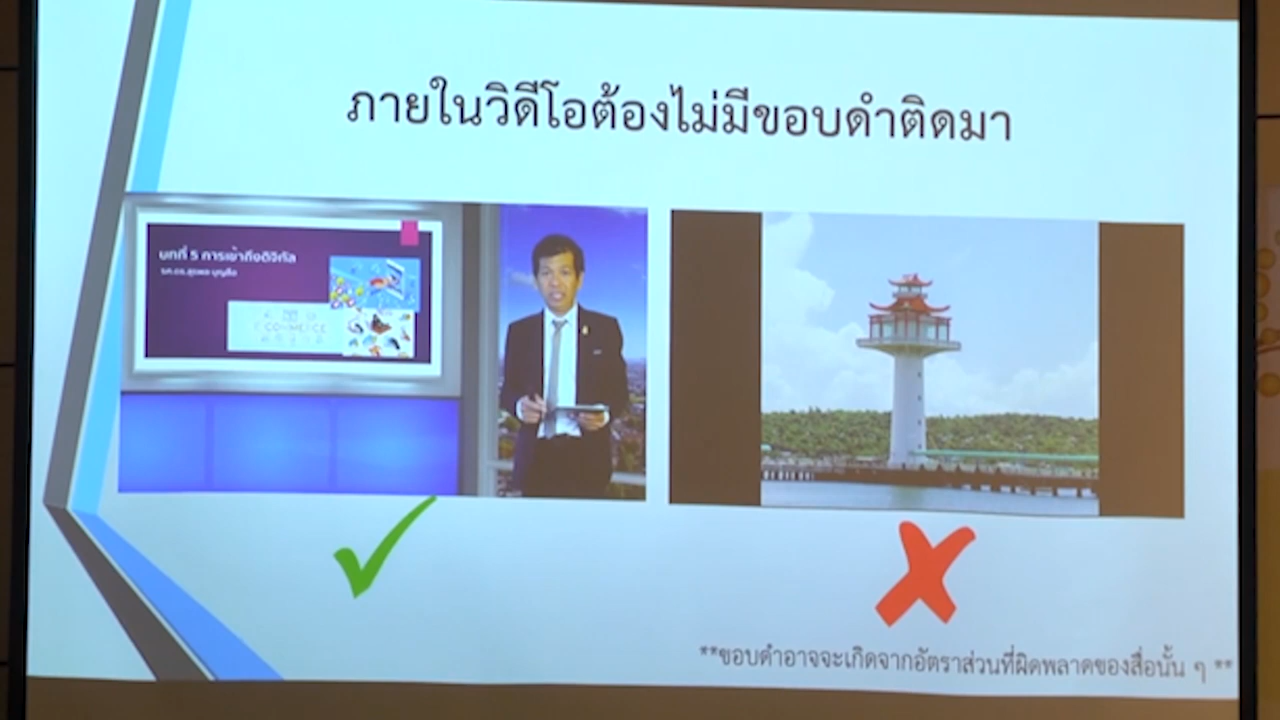 ภายในวิดีโอต้องไม่มีขอบดำติดมา
บทที่ 5 การเข้าถึงดิจิทัล
E-COMMERCE
**ขอบดำอาจจะเกิดจากอัตราส่วนที่ผิดพลาดของสื่อนั้น ๆ **